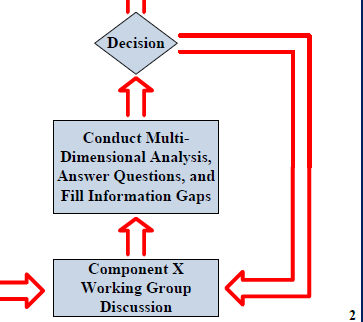 Decision
Conduct Multi-
Dimensional Analysis,
Answer Questions, and
Fill Information Gaps
Component X
Working Group
Discussion
2